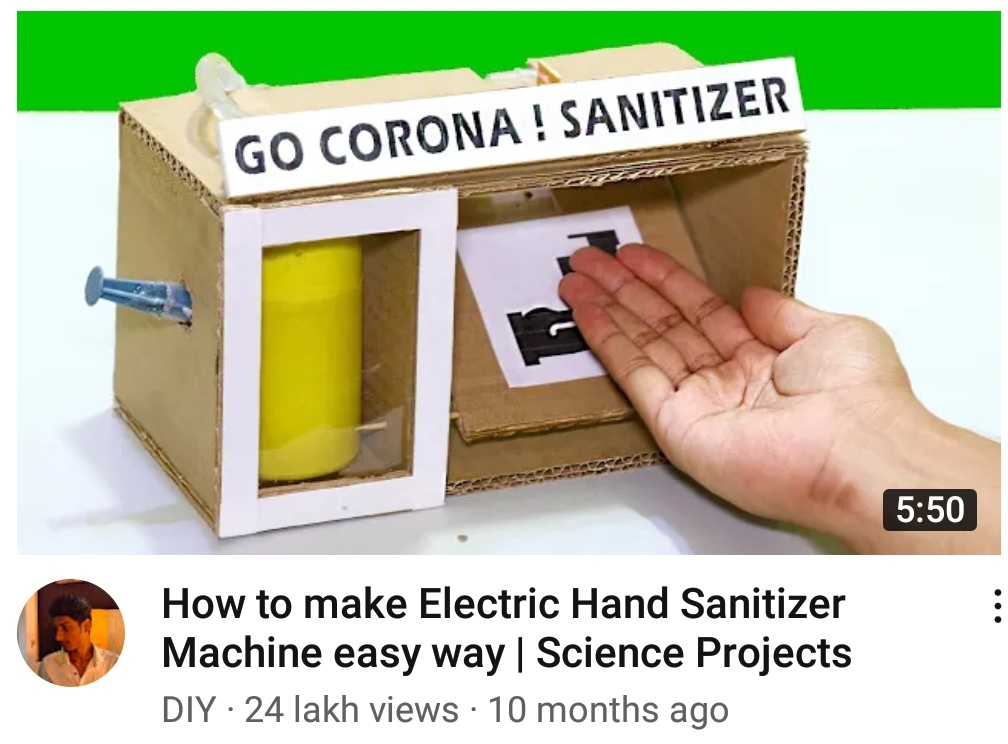 GO CORONA ! SANITIZER
5:50
How to make Electric Hand Sanitizer
Machine easy way | Science Projects
DIY · 24 lakh views · 10 months ago